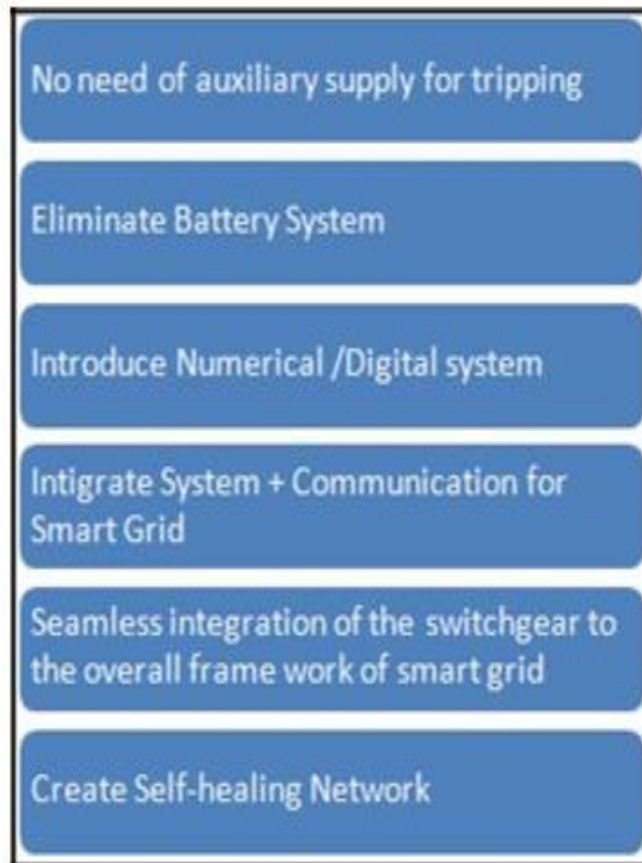 No need of auxiliary supply for tripping
Eliminate Battery System
Introduce Numerical /Digital system
Intigrate System + Communication for
Smart Grid
Seamless integration of the switchgear to
the overall frame work of smart grid
Create Self-healing Network